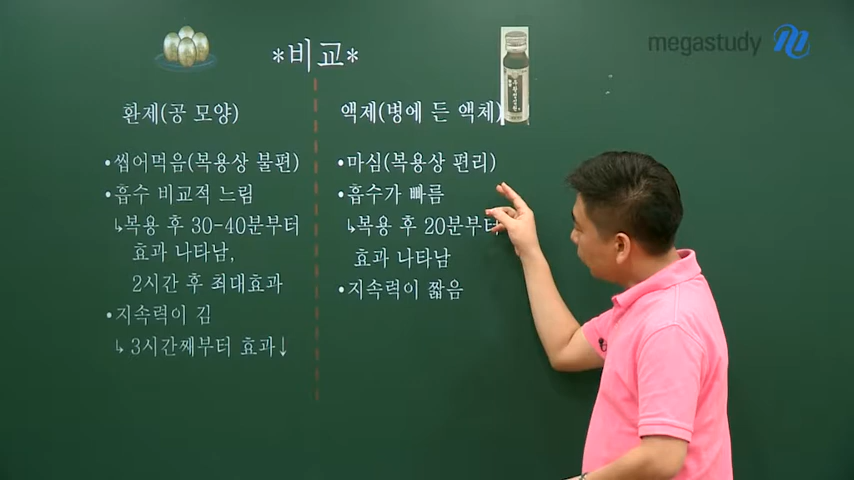 megastudy
*비교*
환제(공 모양)
•씹어먹음(복용상 불편)
•흡수 비교적 느림
↳복용 후 30-40분부터
효과 나타남,
2시간 후 최대효과
•지속력이 김
↳3시간째부터 효과↓
액제(병에 든 액체)
•마심(복용상 편리)
•흡수가 빠름
↳복용 후 20분부터
효과 나타남
•지속력이 짧음